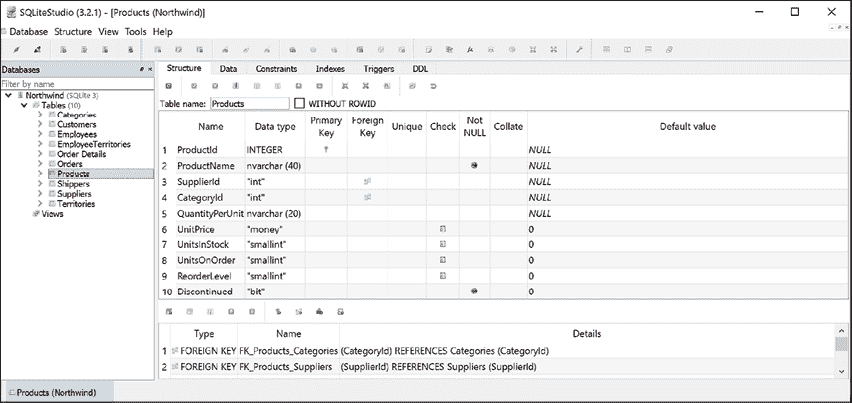 SQLiteStudio (3.2.1) - [Products (Northwind)]
Database Structure View Tools Help
Databases
Filter by name
Northwind (SQLite 3)
Tables (10)
Categories
Customers
Employees
EmployeeTerritories
Order Details
Orders
Products
Shippers
Suppliers
Territories
Views
Structure Data Constraints Indexes Triggers DDL
Table name: Products WITHOUT ROWID
Name Data type Primary Key Foreign Key Unique Check Not NULL Collate Default value
1 ProductId INTEGER NULL
2 ProductName nvarchar (40) NULL
3 SupplierId "int" NULL
4 CategoryId "int" NULL
5 QuantityPerUnit nvarchar (20) NULL
6 UnitPrice "money" 0
7 UnitsInStock "smallint" 0
8 UnitsOnOrder "smallint" 0
9 ReorderLevel "smallint" 0
10 Discontinued "bit" 0
Type Name Details
1 FOREIGN KEY FK_Products_Categories (CategoryId) REFERENCES Categories (CategoryId)
2 FOREIGN KEY FK_Products_Suppliers (SupplierId) REFERENCES Suppliers (SupplierId)
Products (Northwind)